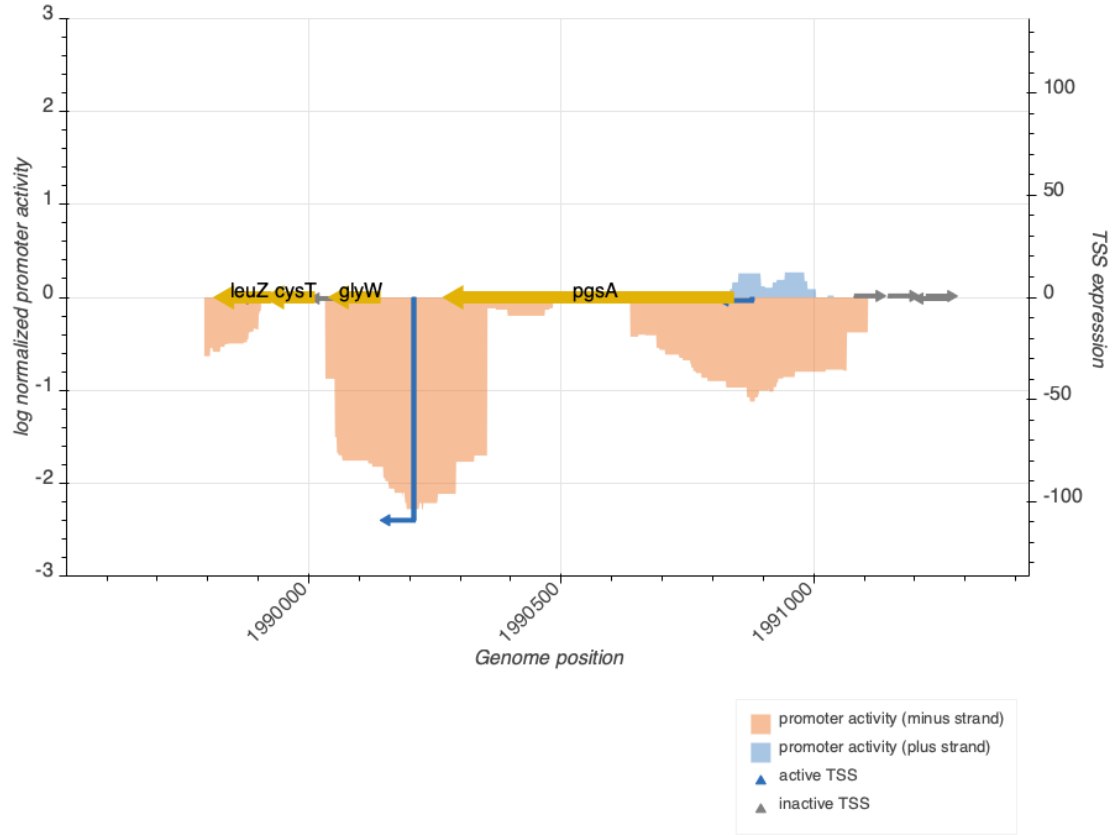 3
2
1
0
-1
-2
-3
log normalized promoter activity
100
50
0
-50
-100
TSS expression
leuZ cysT glyW pgsA
1990000
1990500
1991000
Genome position
promoter activity (minus strand)
promoter activity (plus strand)
active TSS
inactive TSS